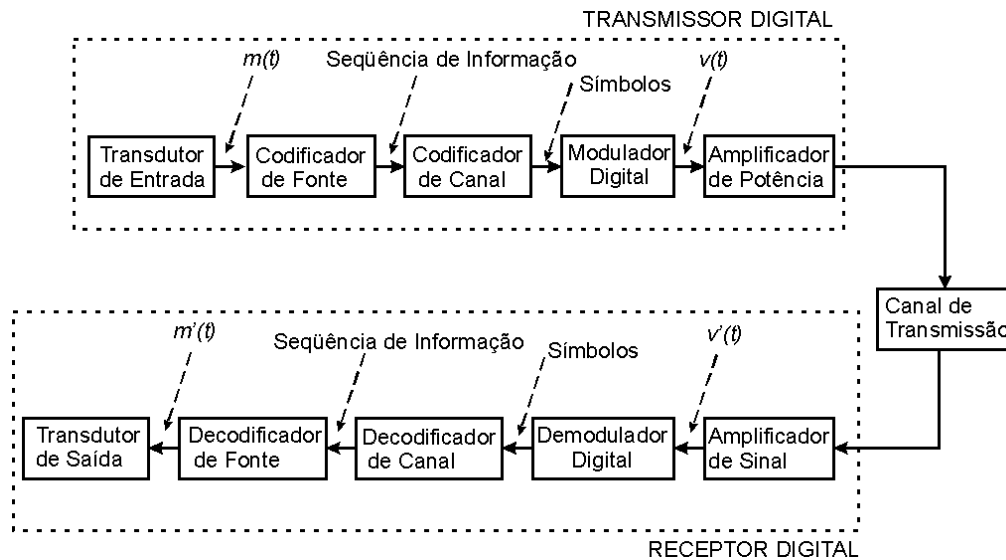 TRANSMISSOR DIGITAL
m(t)
Seqüência de Informação
Símbolos
v(t)
Transdutor
de Entrada
Codificador
de Fonte
Codificador
de Canal
Modulador
Digital
Amplificador
de Potência
Canal de
Transmissão
m'(t)
Seqüência de Informação
Símbolos
v'(t)
Transdutor
de Saída
Decodificador
de Fonte
Decodificador
de Canal
Demodulador
Digital
Amplificador
de Sinal
RECEPTOR DIGITAL